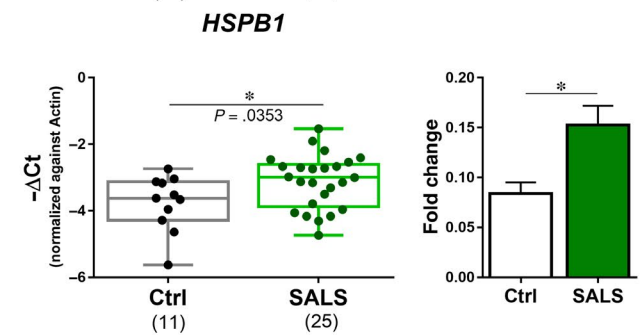 HSPB1
−ΔCt
(normalized against Actin)
0
−2
−4
−6
*
P = .0353
Ctrl
(11)
SALS
(25)
Fold change
0.20
0.15
0.10
0.05
0.00
*
Ctrl
SALS